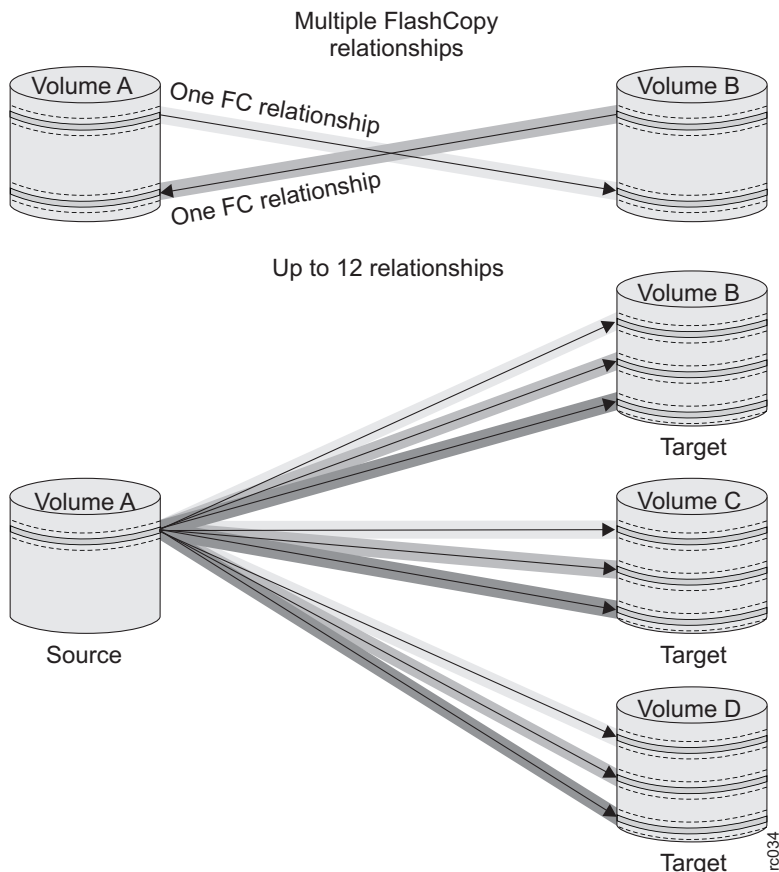 Multiple FlashCopy
relationships
Volume A
Volume B
One FC relationship
One FC relationship
Up to 12 relationships
Volume B
Target
Volume A
Source
Volume C
Target
Volume D
Target
rc034